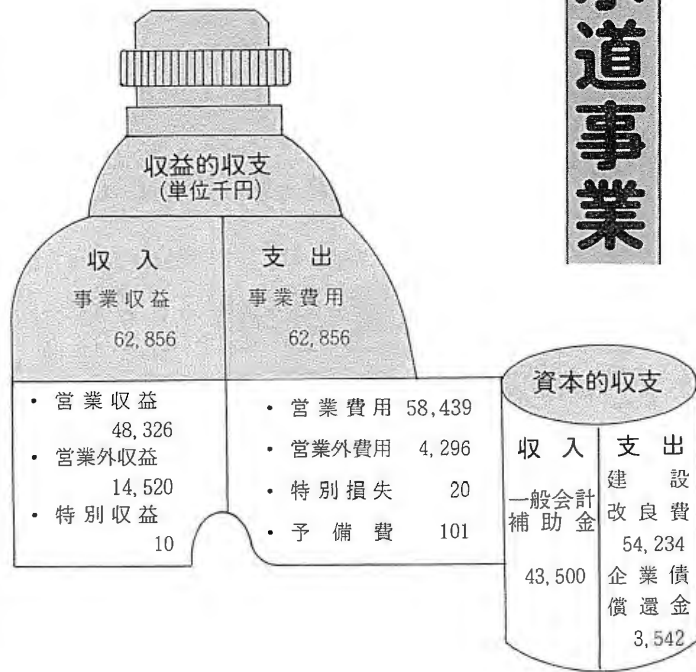 道事業
収益的収支
(単位千円)
収入
事業収益
62,856
支出
事業費用
62,856
・営業収益
48,326
・営業外収益
14,520
・特別収益
10
・営業費用 58,439
・営業外費用 4,296
・特別損失 20
・予備費 101
資本的収支
収入
一般会計
補助金
43,500
支出
建設
改良費
54,234
企業債
償還金
3,542